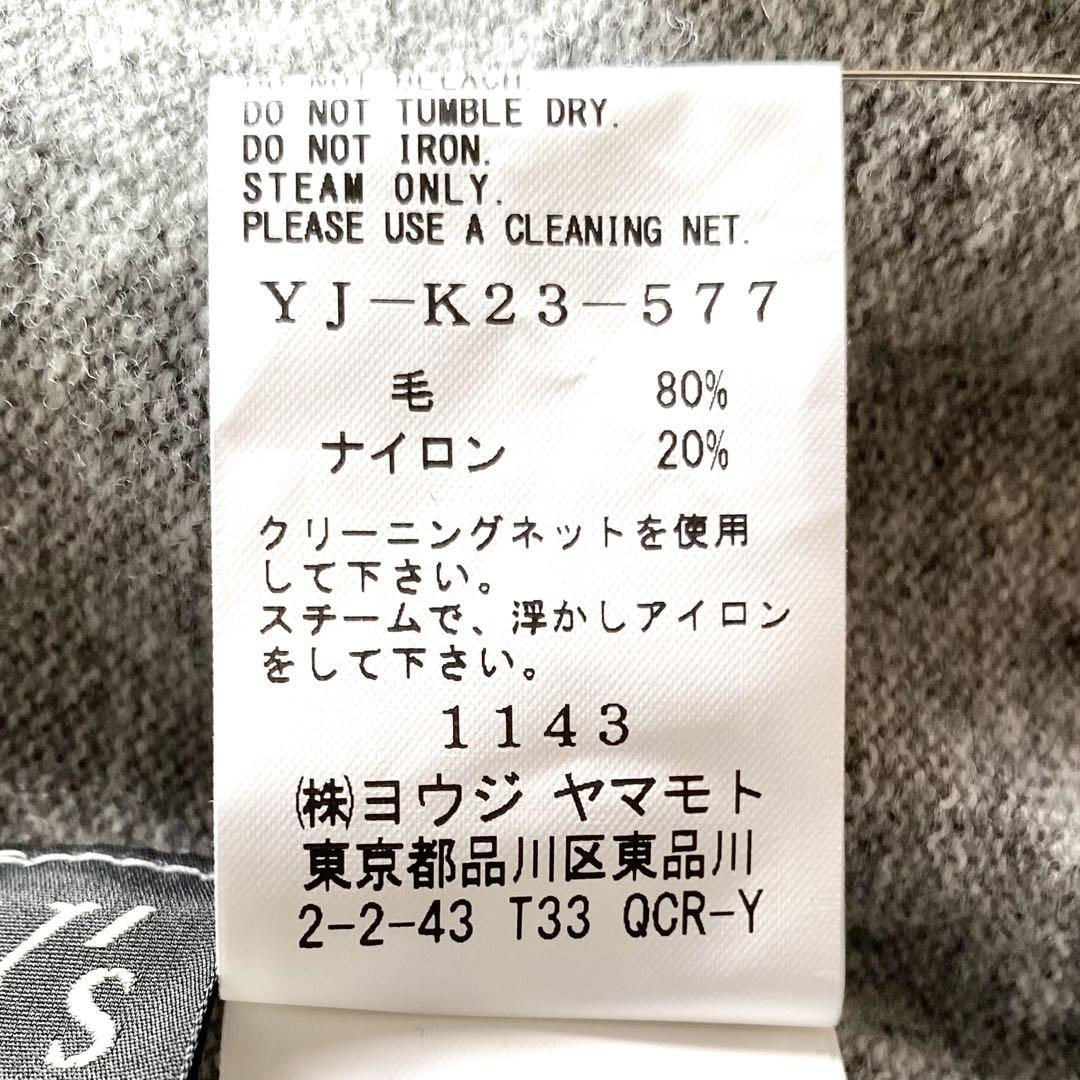 DO NOT BLEACH.
DO NOT TUMBLE DRY.
DO NOT IRON.
STEAM ONLY.
PLEASE USE A CLEANING NET.
YJ－K23－577
毛 80%
ナイロン 20%
クリーニングネットを使用
して下さい。
スチームで、浮かしアイロン
をして下さい。
1143
㈱ヨウジ ヤマモト
東京都品川区東品川
2-2-43 T33 QCR-Y
Y's